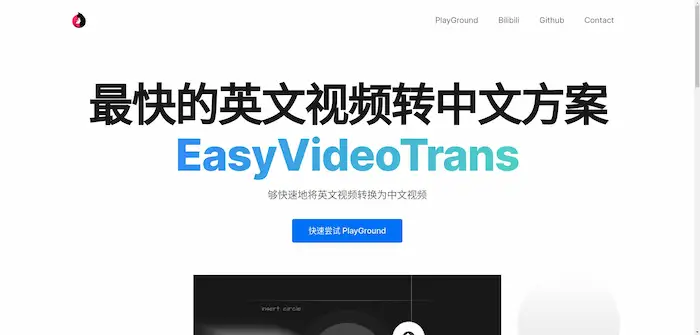 PlayGround Bilibili Github Contact
最快的英文视频转中文方案
EasyVideoTrans
够快速地将英文视频转换为中文视频
快速尝试 PlayGround
insert circle